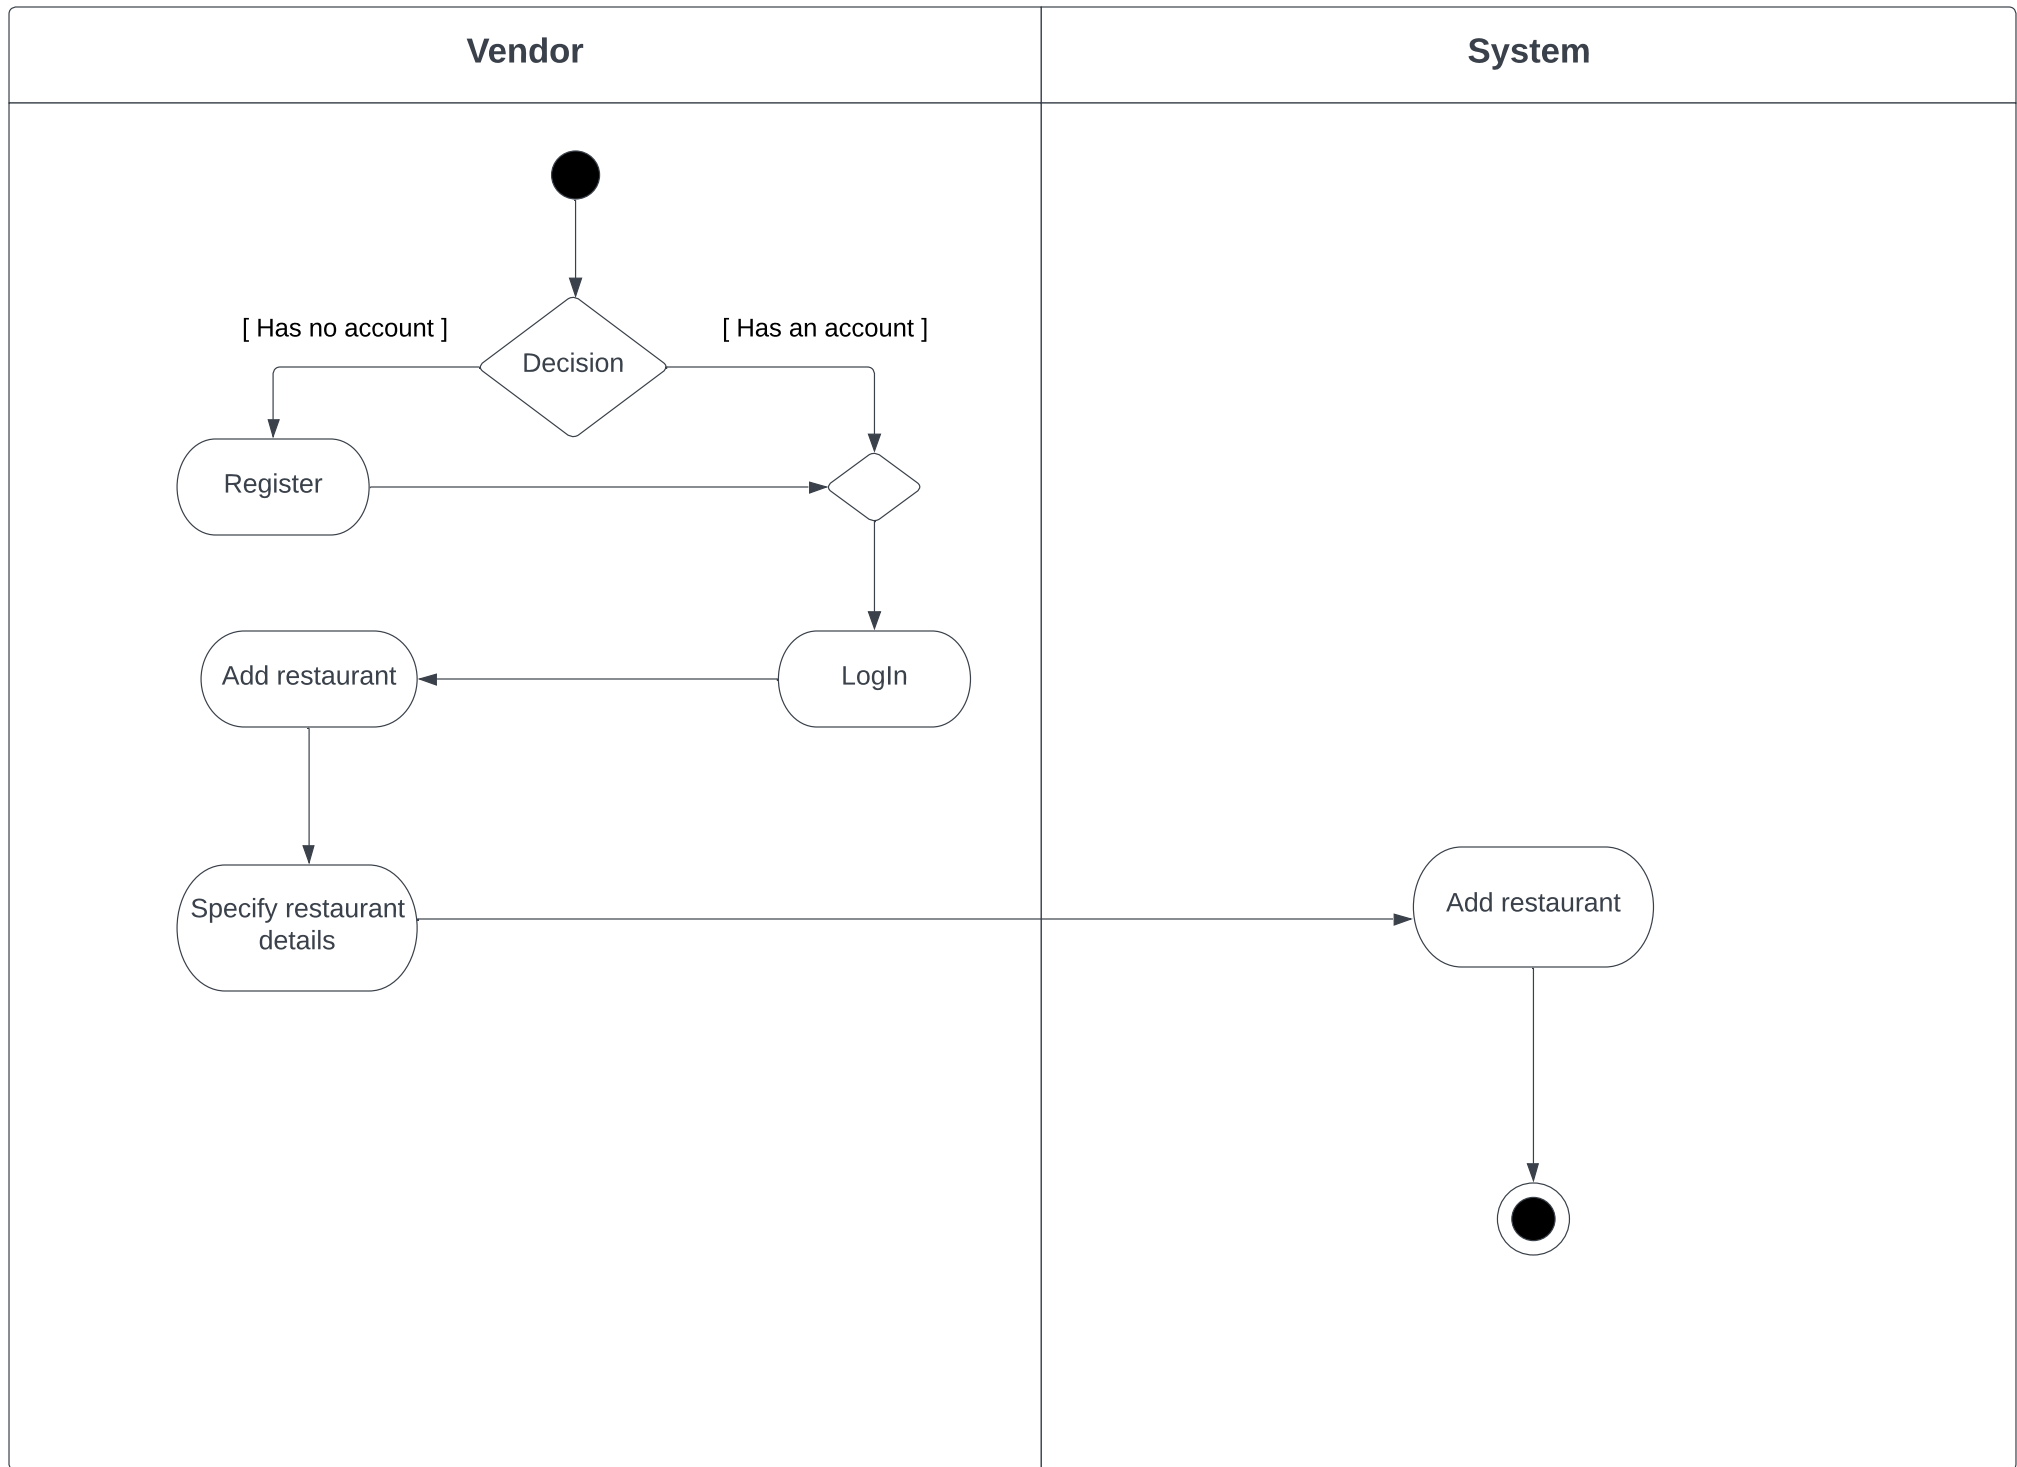 Vendor
System
[ Has no account ]
[ Has an account ]
Decision
Register
Add restaurant
LogIn
Specify restaurant
details
Add restaurant